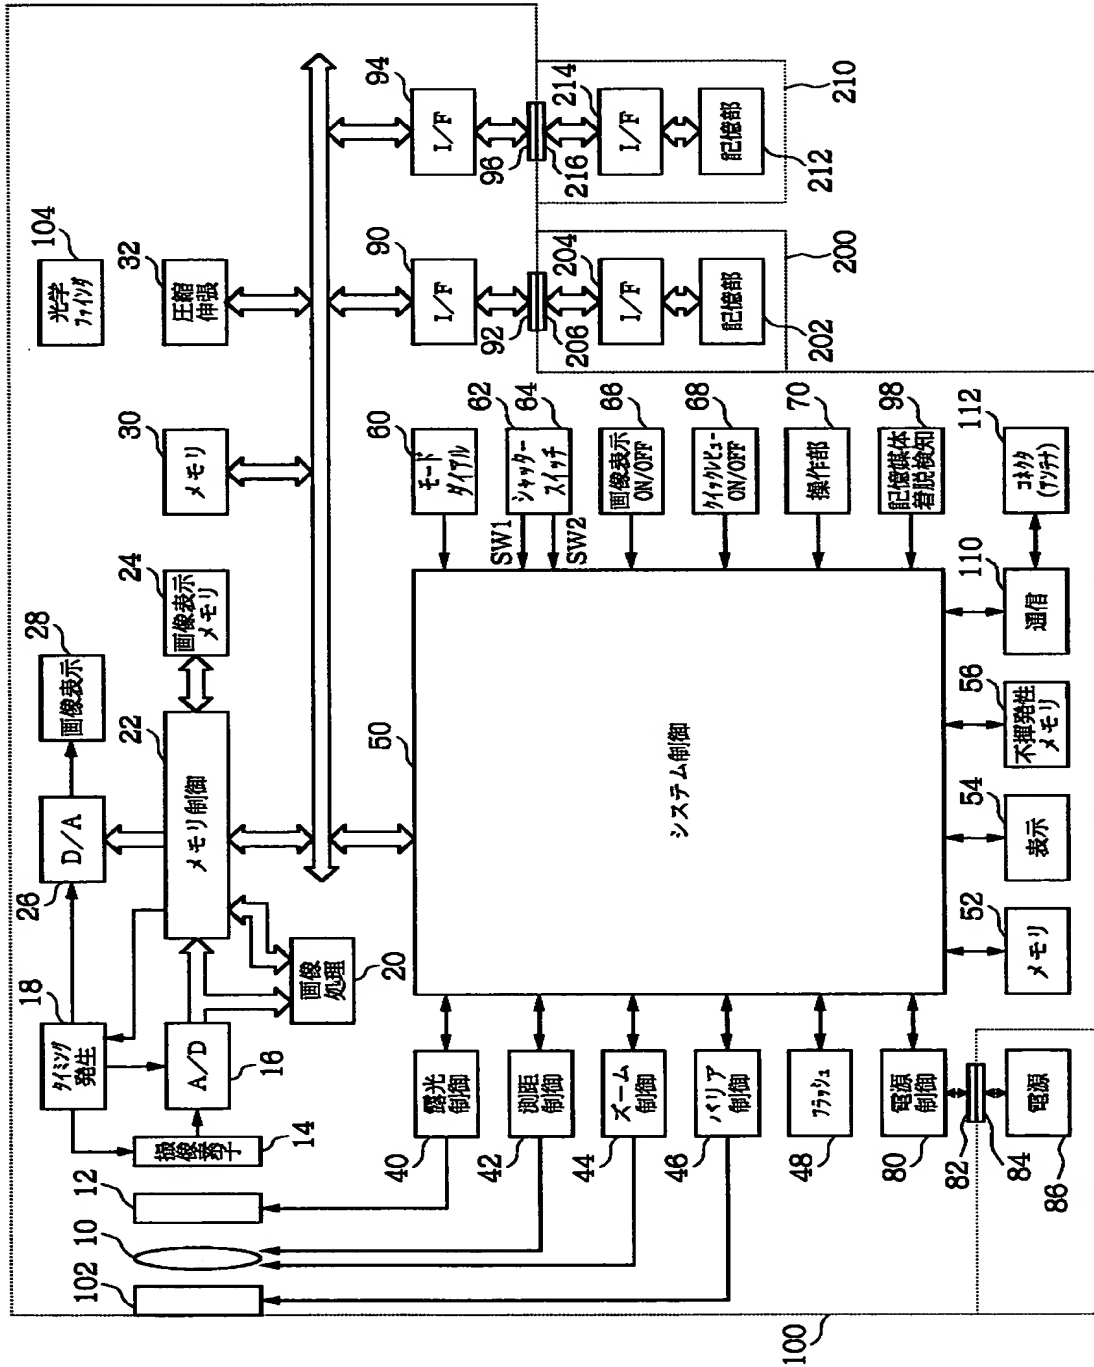 28
104
画像表示
光学
ファインダ
26
D/A
18
タイミング
発生
102
10
12
14
撮像素子
16
A/D
22
メモリ制御
24
画像表示
メモリ
30
メモリ
32
圧縮
伸張
20
画像
処理
50
システム制御
40
露光
制御
42
測距
制御
44
ズーム
制御
46
バリア
制御
48
フラッシュ
80
電源
制御
82
84
86
電源
60
モード
ダイアル
62
64
シャッター
スイッチ
SW1
SW2
66
画像表示
ON/OFF
68
クイックレビュー
ON/OFF
70
操作部
98
記憶媒体
着脱検知
90
I/F
94
I/F
92
96
206
204
I/F
216
214
I/F
202
記憶部
212
記憶部
200
210
52
メモリ
54
表示
56
不揮発性
メモリ
110
通信
112
コネクタ
(アンテナ)
100